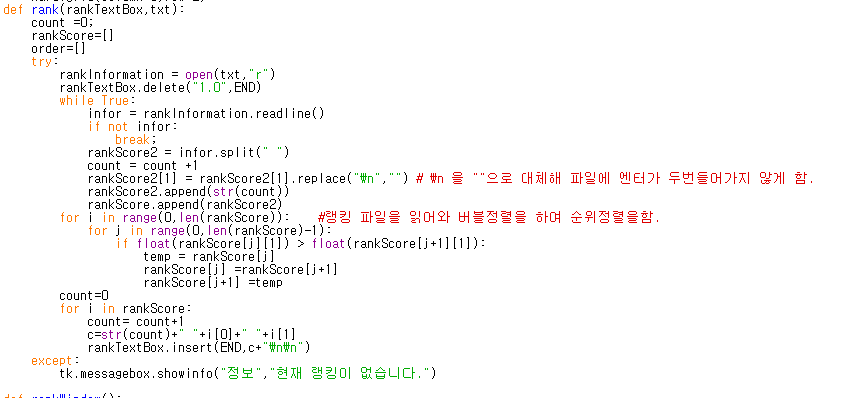 def rank(rankTextBox,txt):
    count =0;
    rankScore=[]
    order=[]
    try:
        rankInformation = open(txt,"r")
        rankTextBox.delete("1.0",END)
        while True:
            infor = rankInformation.readline()
            if not infor:
                break;
            rankScore2 = infor.split(" ")
            count = count +1
            rankScore2[1] = rankScore2[1].replace("₩n","") # ₩n 을 ""으로 대체해 파일에 엔터가 두번들어가지 않게 함.
            rankScore2.append(str(count))
            rankScore.append(rankScore2)
        for i in range(0,len(rankScore)):    #랭킹 파일을 읽어와 버블정렬을 하여 순위정렬을함.
            for j in range(0,len(rankScore)-1):
                if float(rankScore[j][1]) > float(rankScore[j+1][1]):
                    temp = rankScore[j]
                    rankScore[j] =rankScore[j+1]
                    rankScore[j+1] =temp
        count=0
        for i in rankScore:
            count= count+1
            c=str(count)+" "+i[0]+" "+i[1]
            rankTextBox.insert(END,c+"₩n₩n")
    except:
        tk.messagebox.showinfo("정보","현재 랭킹이 없습니다.")